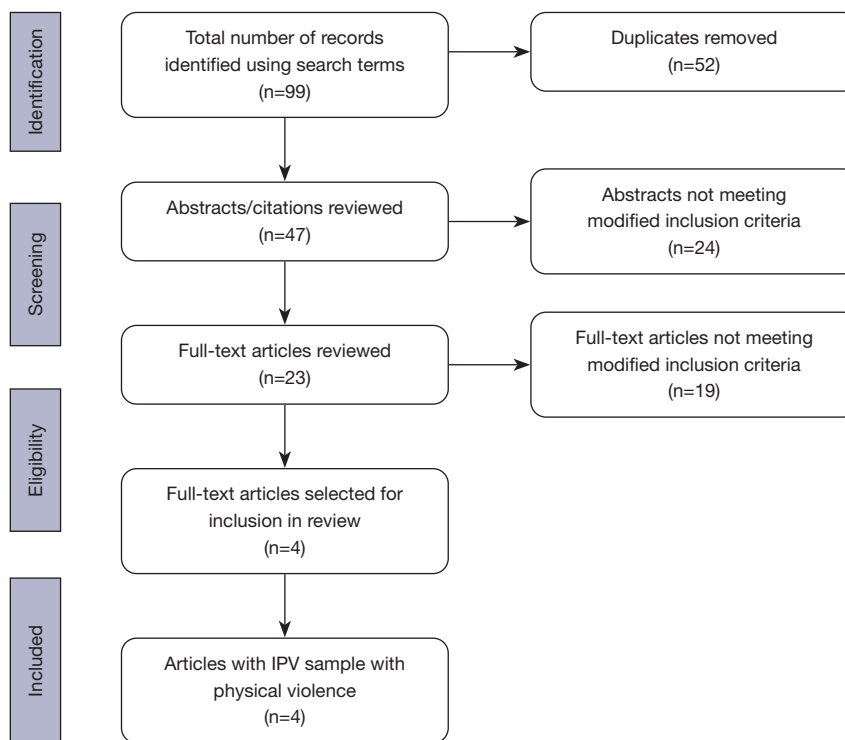 Identification
Total number of records
identified using search terms
(n=99)
Duplicates removed
(n=52)
Screening
Abstracts/citations reviewed
(n=47)
Abstracts not meeting
modified inclusion criteria
(n=24)
Full-text articles reviewed
(n=23)
Full-text articles not meeting
modified inclusion criteria
(n=19)
Eligibility
Full-text articles selected for
inclusion in review
(n=4)
Included
Articles with IPV sample with
physical violence
(n=4)